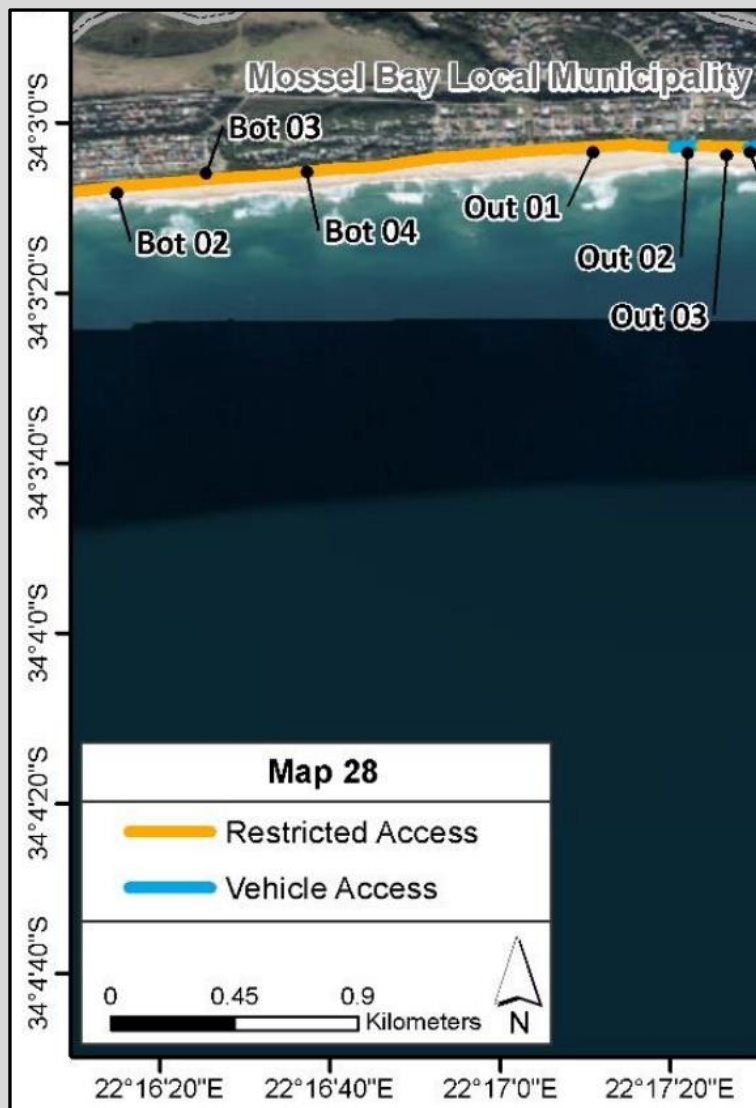 Mossel Bay Local Municipality
Bot 03
Bot 02
Bot 04
Out 01
Out 02
Out 03
34°3'0"S
34°3'20"S
34°3'40"S
34°4'0"S
34°4'20"S
34°4'40"S
Map 28
Restricted Access
Vehicle Access
0 0.45 0.9
Kilometers
N
22°16'20"E 22°16'40"E 22°17'0"E 22°17'20"E